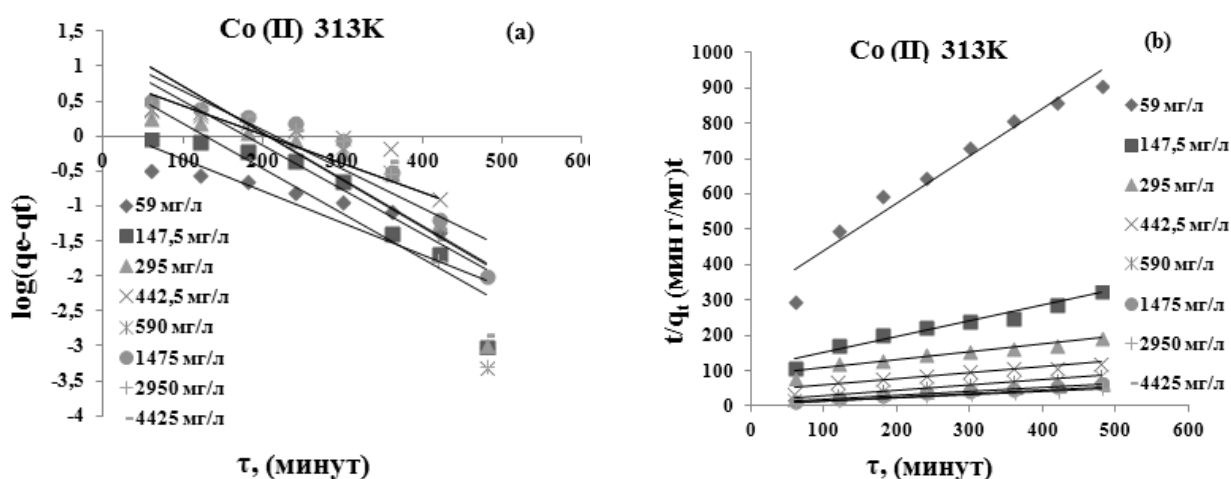 Co (II) 313K
(a)
log(qe-qt)
1,5
1
0,5
0
-0,5
-1
-1,5
-2
-2,5
-3
-3,5
-4
0 100 200 300 400 500 600
59 мг/л
147,5 мг/л
295 мг/л
442,5 мг/л
590 мг/л
1475 мг/л
2950 мг/л
4425 мг/л
τ, (минут)
Co (II) 313K
(b)
t/qt (мин г/мг)t
1000
900
800
700
600
500
400
300
200
100
0
0 100 200 300 400 500 600
59 мг/л
147,5 мг/л
295 мг/л
442,5 мг/л
590 мг/л
1475 мг/л
2950 мг/л
4425 мг/л
τ, (минут)